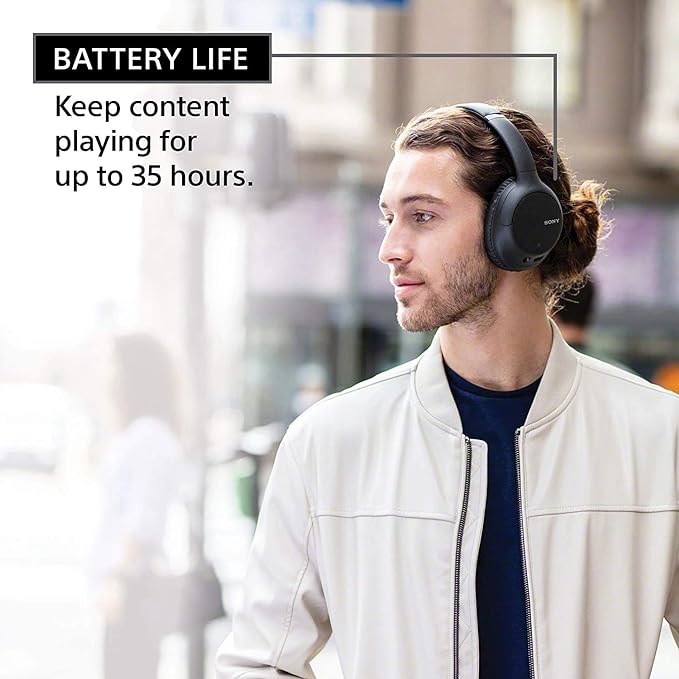 BATTERY LIFE
Keep content
playing for
up to 35 hours.
SONY